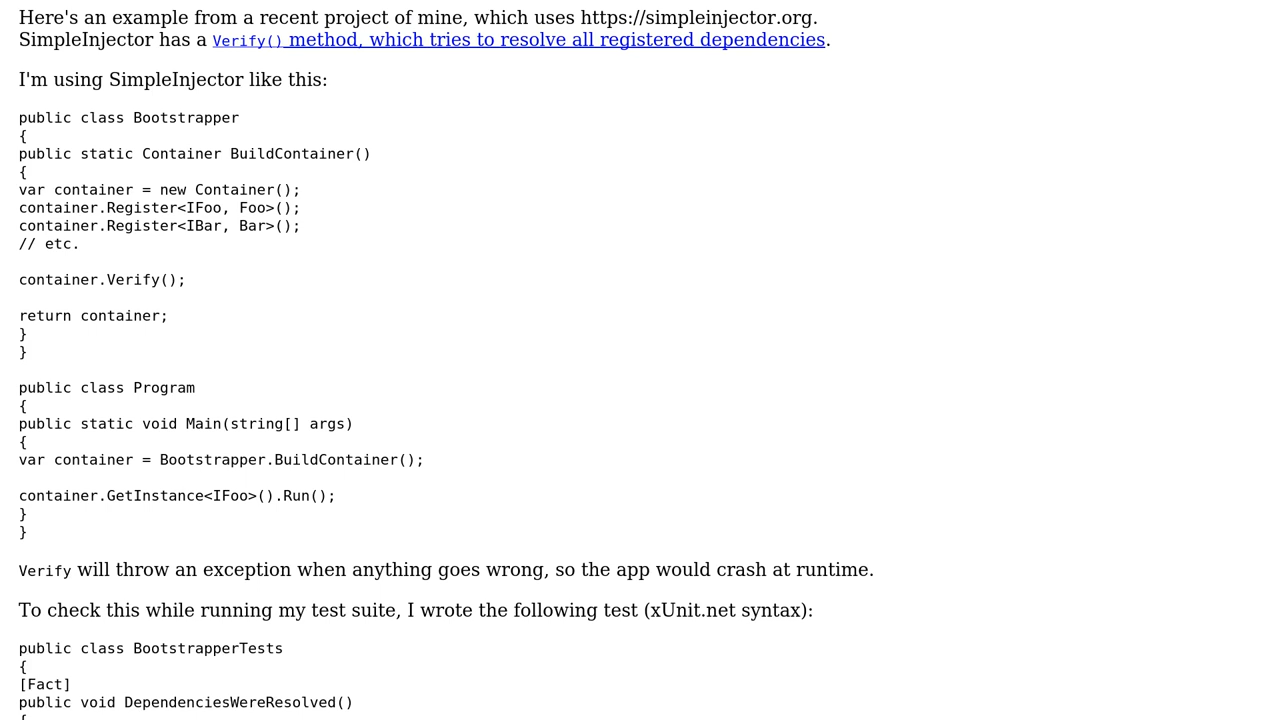 Here's an example from a recent project of mine, which uses https://simpleinjector.org.
SimpleInjector has a Verify() method, which tries to resolve all registered dependencies.
I'm using SimpleInjector like this:
public class Bootstrapper
{
public static Container BuildContainer()
{
var container = new Container();
container.Register<IFoo, Foo>();
container.Register<IBar, Bar>();
// etc.
container.Verify();
return container;
}
}
public class Program
{
public static void Main(string[] args)
{
var container = Bootstrapper.BuildContainer();
container.GetInstance<IFoo>().Run();
}
}
Verify will throw an exception when anything goes wrong, so the app would crash at runtime.
To check this while running my test suite, I wrote the following test (xUnit.net syntax):
public class BootstrapperTests
{
[Fact]
public void DependenciesWereResolved()
{